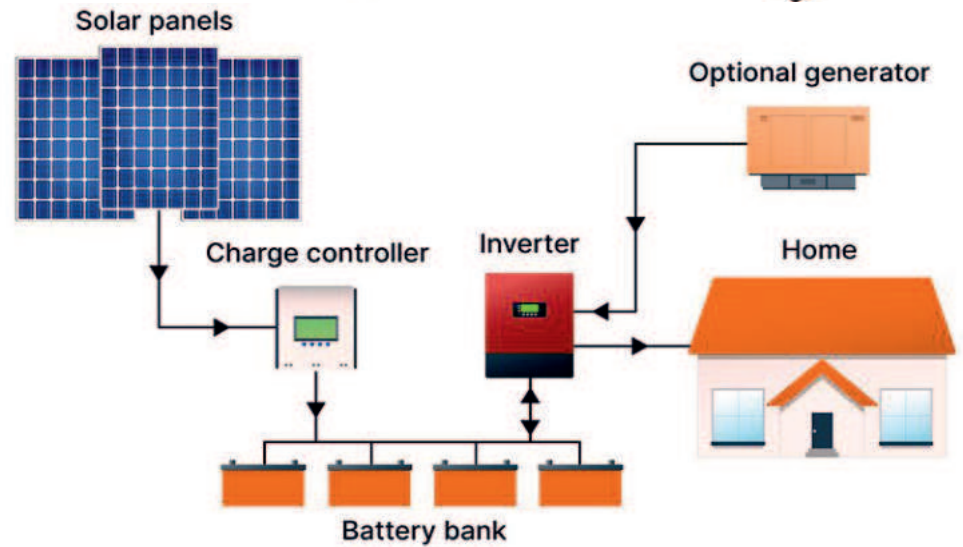 Solar panels
Optional generator
Charge controller
Inverter
Home
Battery bank